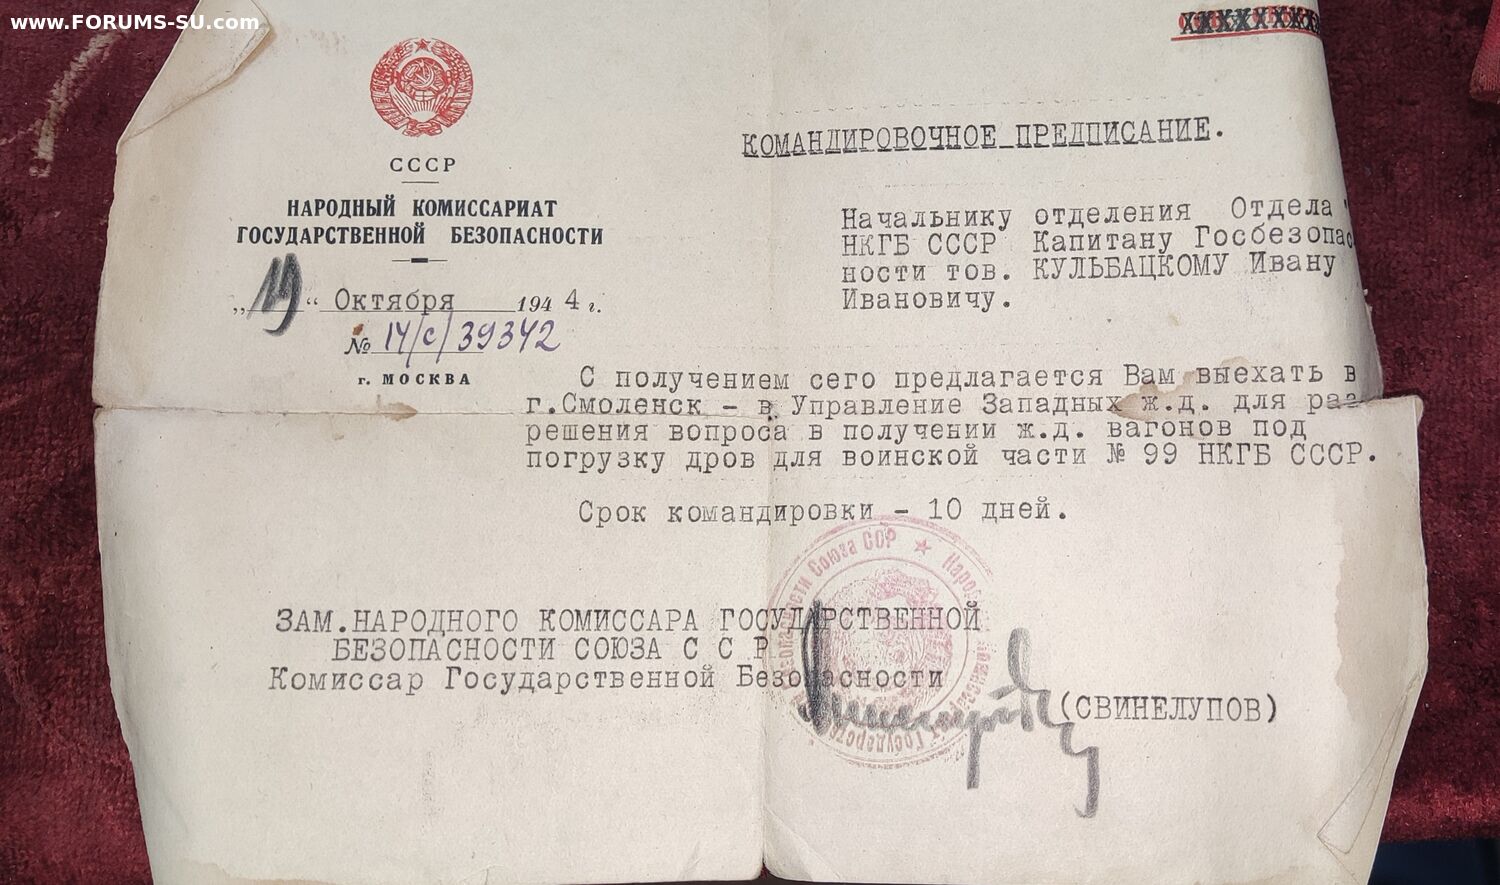 www.FORUMS-SU.com
СССР
НАРОДНЫЙ КОМИССАРИАТ
ГОСУДАРСТВЕННОЙ БЕЗОПАСНОСТИ
„19“ Октября 1944 г.
№ 14/с/39342
г. МОСКВА
КОМАНДИРОВОЧНОЕ ПРЕДПИСАНИЕ.
Начальнику отделения Отдела "
НКГБ СССР Капитану Госбезопас
ности тов. КУЛЬБАЦКОМУ Ивану
Ивановичу.
С получением сего предлагается Вам выехать в
г.Смоленск - в Управление Западных ж.д. для раз
решения вопроса в получении ж.д. вагонов под
погрузку дров для воинской части № 99 НКГБ СССР.
Срок командировки - 10 дней.
ЗАМ.НАРОДНОГО КОМИССАРА ГОСУДАРСТВЕННОЙ
БЕЗОПАСНОСТИ СОЮЗА С С Р
Комиссар Государственной Безопасности
(СВИНЕЛУПОВ)